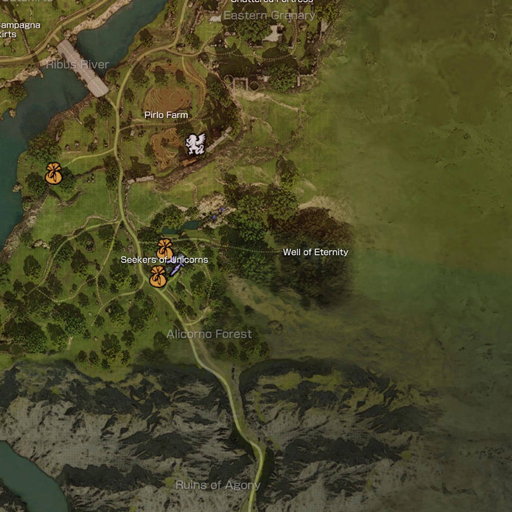 Shattered Fortress
Eastern Granary
Campagna
Ribus River
Pirlo Farm
Well of Eternity
Seekers of Unicorns
Alicorno Forest
Ruins of Agony